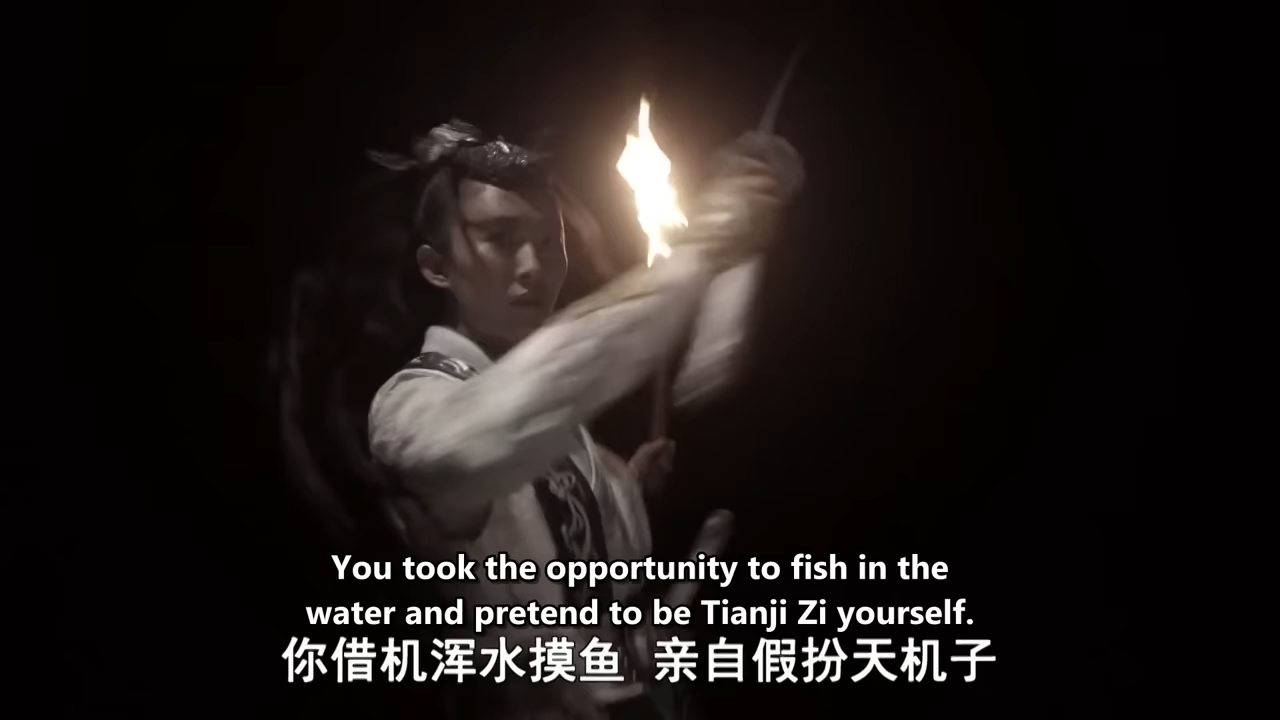 You took the opportunity to fish in the
water and pretend to be Tianji Zi yourself.
你借机浑水摸鱼 亲自假扮天机子